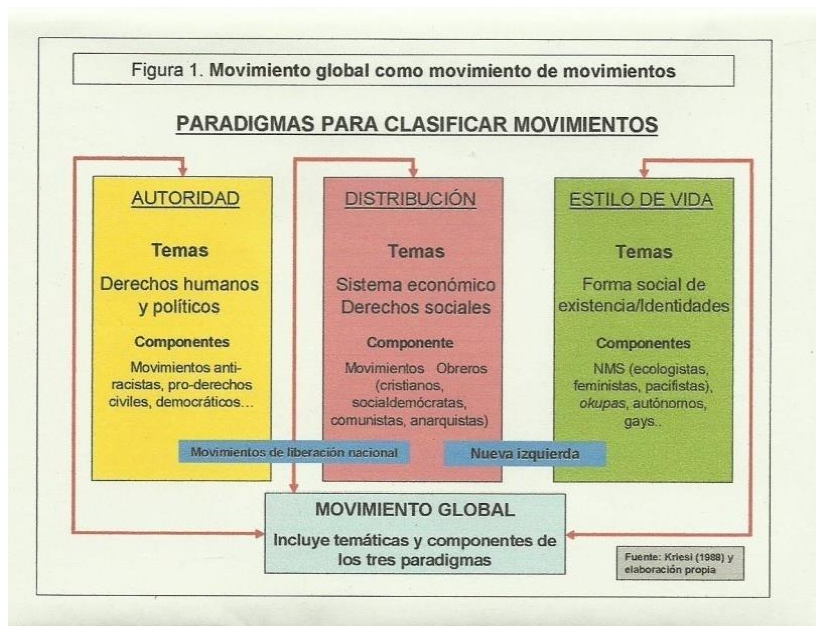 Figura 1. Movimiento global como movimiento de movimientos
PARADIGMAS PARA CLASIFICAR MOVIMIENTOS
AUTORIDAD
Temas
Derechos humanos
y políticos
Componentes
Movimientos anti-
racistas, pro-derechos
civiles, democráticos...
DISTRIBUCIÓN
Temas
Sistema económico
Derechos sociales
Componente
Movimientos Obreros
(cristianos,
socialdemócratas,
comunistas, anarquistas)
ESTILO DE VIDA
Temas
Forma social de
existencia/Identidades
Componentes
NMS (ecologistas,
feministas, pacifistas),
okupas, autónomos,
gays..
Movimientos de liberación nacional
Nueva izquierda
MOVIMIENTO GLOBAL
Incluye temáticas y componentes de
los tres paradigmas
Fuente: Kriesi (1988) y
elaboración propia